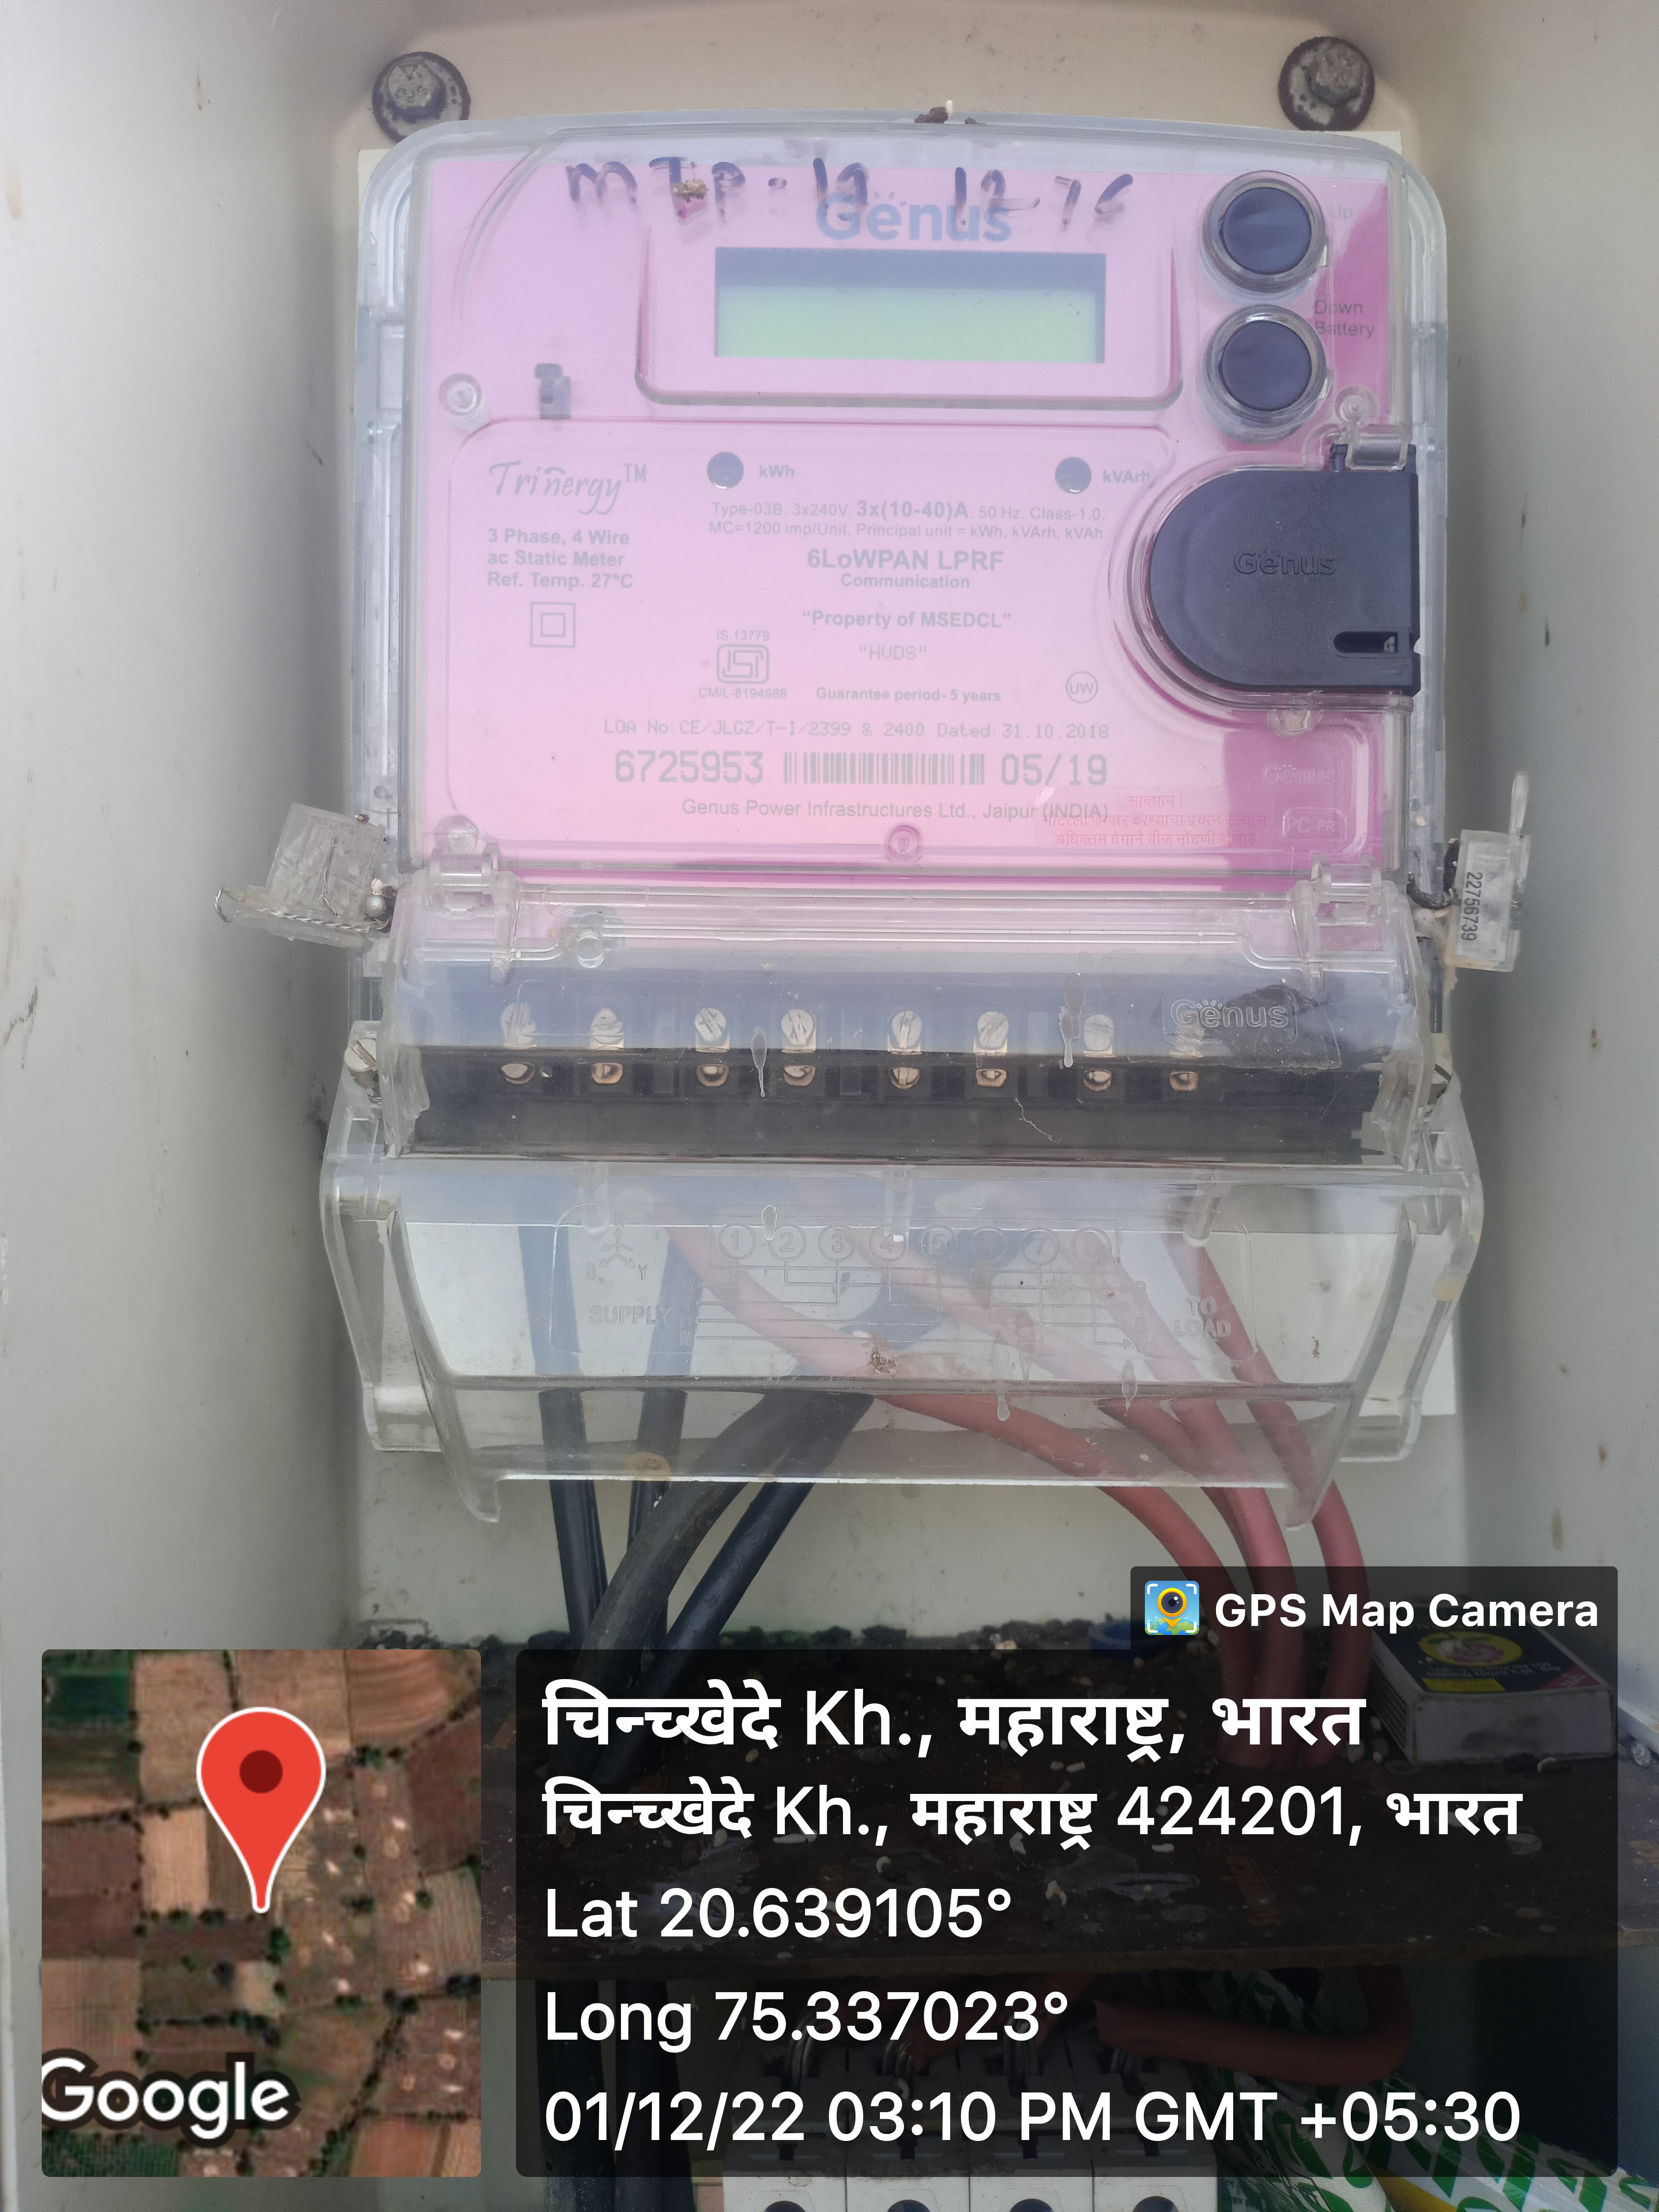 Genus
Up
Down
Battery
Trinergy™
kWh
kVArh
Type-03B, 3x240V, 3x(10-40)A, 50 Hz, Class-1.0,
MC=1200 imp/Unit, Principal unit = kWh, kVArh, kVAh
3 Phase, 4 Wire
ac Static Meter
Ref. Temp. 27°C
6LoWPAN LPRF
Communication
Genus
"Property of MSEDCL"
IS.13779
"HVDS"
ISI
CM/L-8194988
Guarantee period-5 years
UW
LOA No:CE/JLGZ/T-I/2399 & 2400 Dated:31.10.2018
6725953 05/19
Genus
Genus Power Infrastructures Ltd., Jaipur (INDIA)
सावधान!
अधिकतम वेगाने वीज नोंदणी होणार
PC-FR
22756739
Genus
1 2 3 4 5 6 7 8
B Y
SUPPLY
TO
LOAD
GPS Map Camera
चिन्च्खेदे Kh., महाराष्ट्र, भारत
चिन्च्खेदे Kh., महाराष्ट्र 424201, भारत
Lat 20.639105°
Long 75.337023°
01/12/22 03:10 PM GMT +05:30
Google